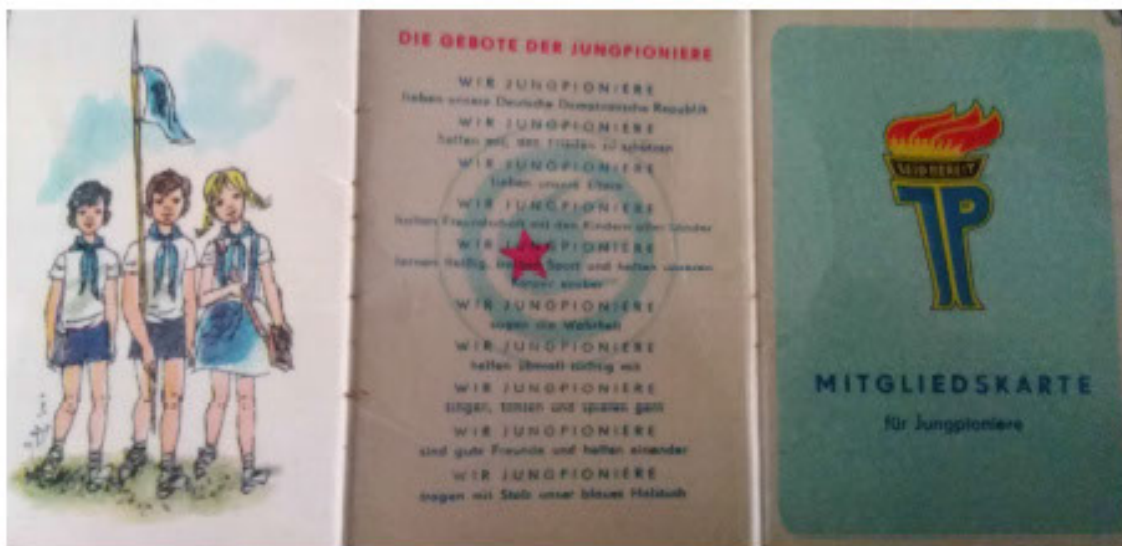 DIE GEBOTE DER JUNGPIONIERE
WIR JUNGPIONIERE
lieben unsere Deutsche Demokratische Republik
WIR JUNGPIONIERE
helfen mit, den Frieden zu schützen
WIR JUNGPIONIERE
lieben unsere Eltern
WIR JUNGPIONIERE
halten Freundschaft mit den Kindern aller Länder
WIR JUNGPIONIERE
lernen fleißig, Sport und halten unseren
Körper sauber
WIR JUNGPIONIERE
sagen die Wahrheit
WIR JUNGPIONIERE
helfen überall tüchtig mit
WIR JUNGPIONIERE
singen, tanzen und spielen gern
WIR JUNGPIONIERE
sind gute Freunde und helfen einander
WIR JUNGPIONIERE
tragen mit Stolz unser blaues Halstuch
SEID BEREIT
JP
MITGLIEDSKARTE
für Jungpioniere